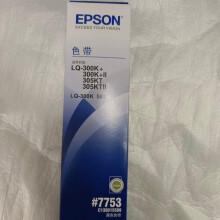 EPSON
EXCEED YOUR VISION
色带
LQ-300K+
300K+II
305KT
305KTII
LQ-300K
#7753